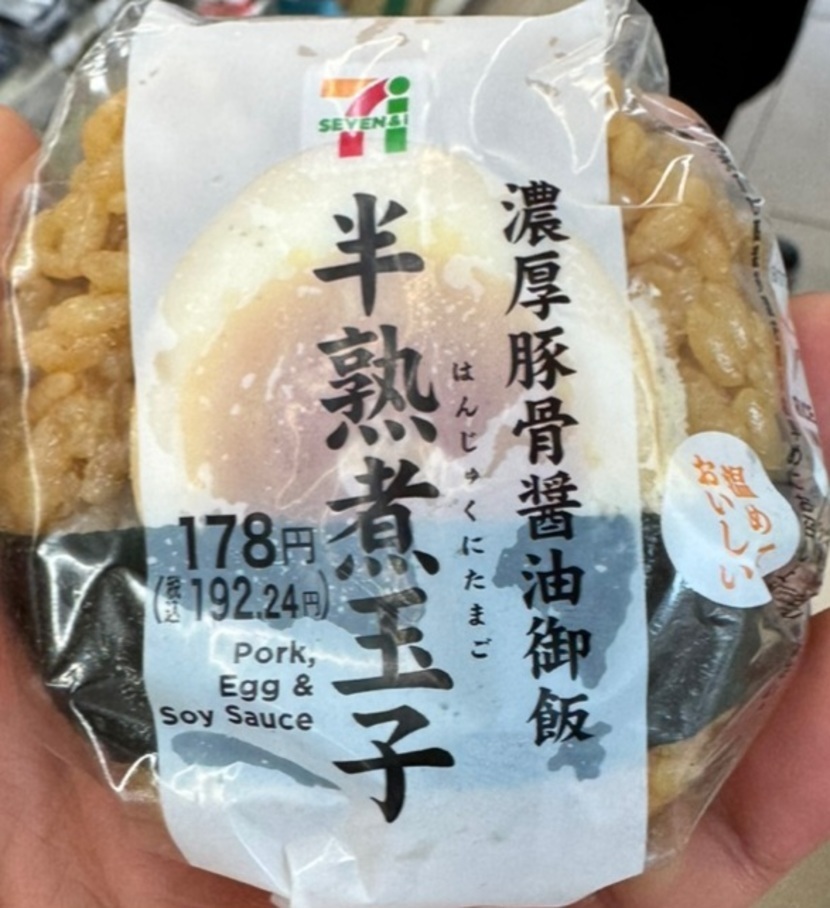 SEVEN&i
濃厚豚骨醤油御飯
半熟煮玉子
はんじゅくにたまご
178円
(税込192.24円)
Pork,
Egg &
Soy Sauce
温めて
おいしい